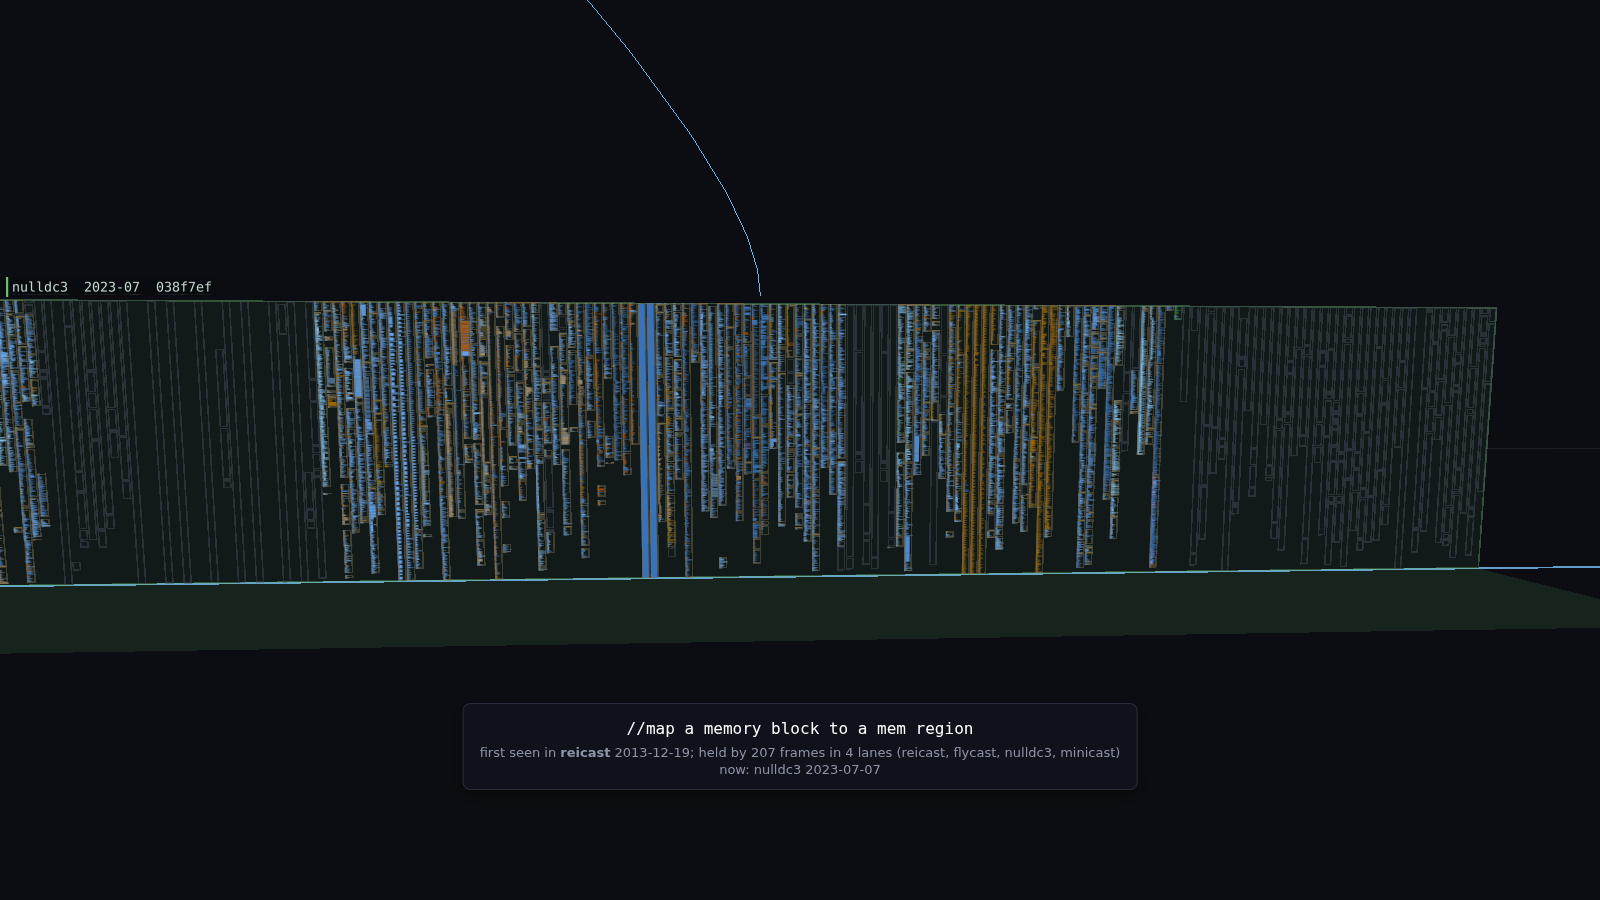 nulldc3 2023-07 038f7ef
//map a memory block to a mem region
first seen in reicast 2013-12-19; held by 207 frames in 4 lanes (reicast, flycast, nulldc3, minicast)
now: nulldc3 2023-07-07